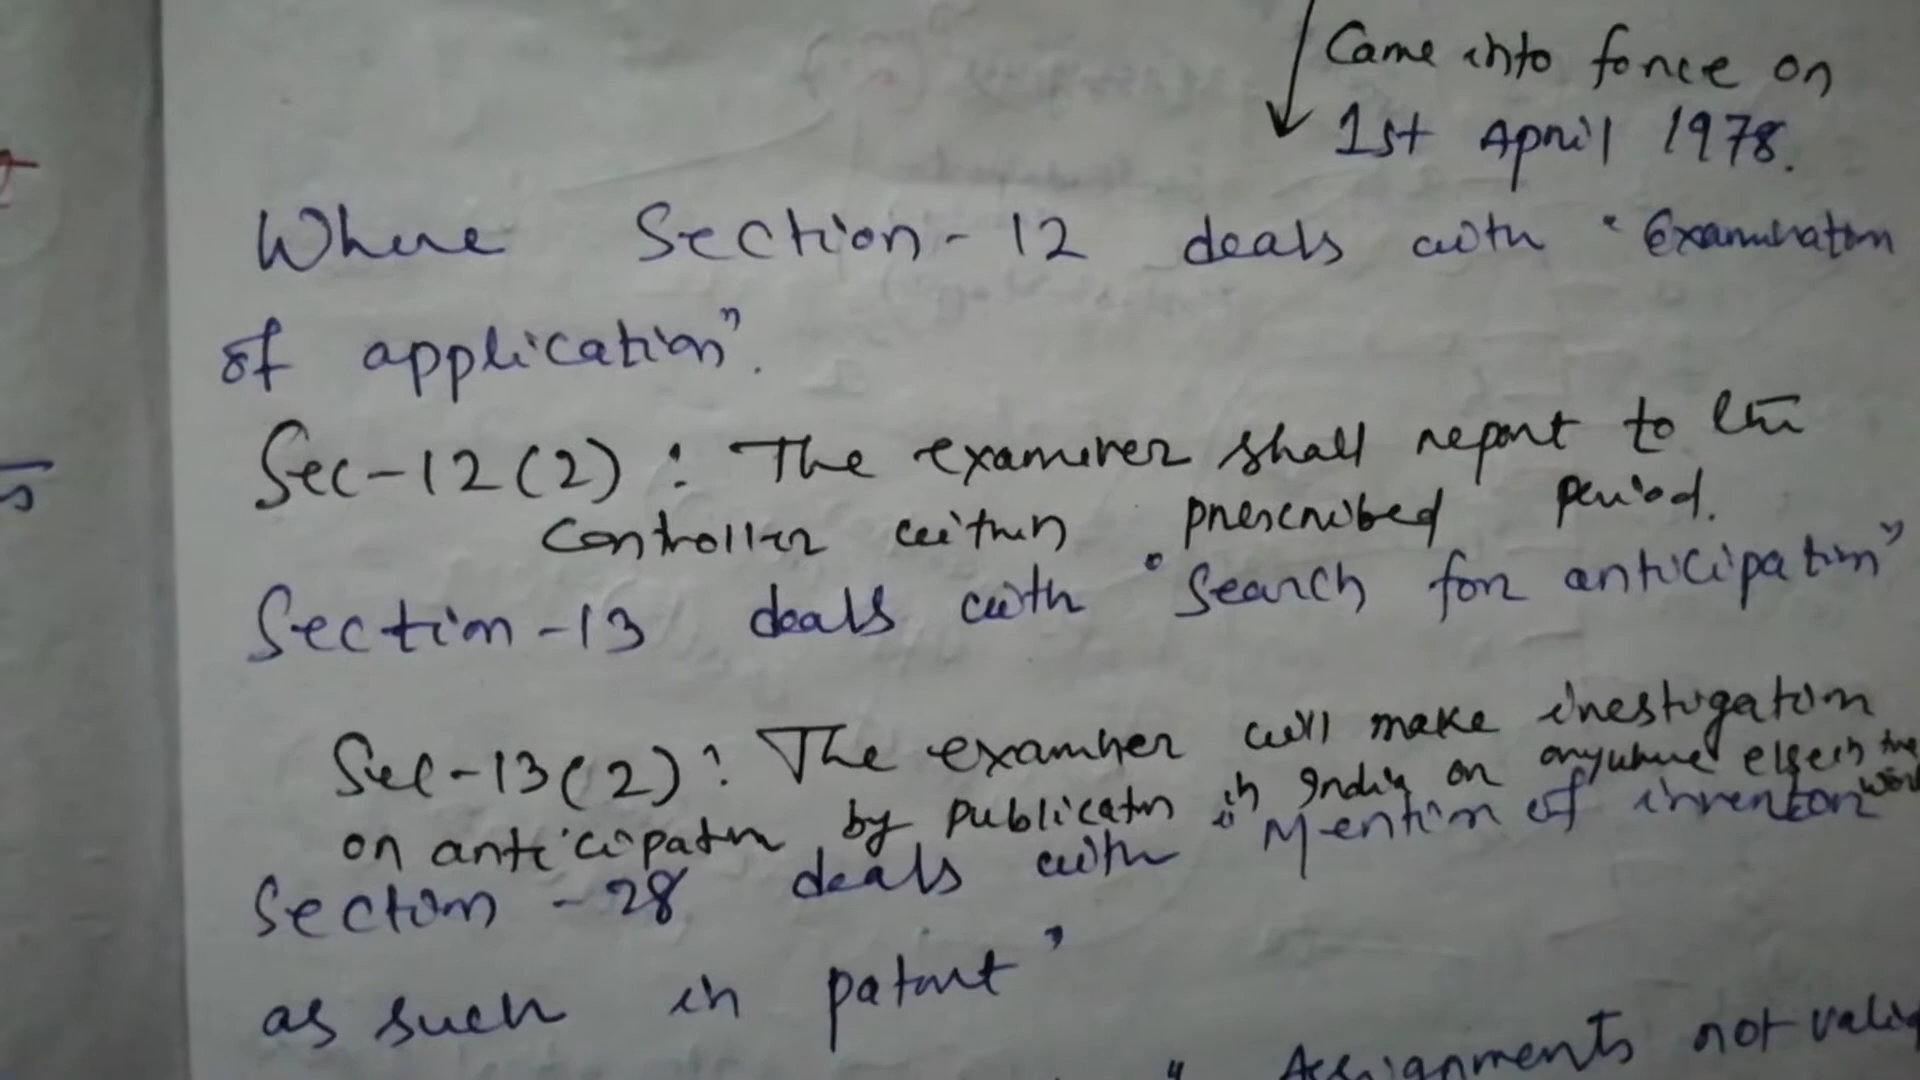 Came into force on
1st April 1978.
Where Section-12 deals with "Examination
of application".
Sec-12(2): The examiner shall report to the
controller within prescribed period.
Section-13 deals with "Search for anticipation"
Sec-13(2): The examiner will make inestigation
on anticipation by publication in India or anywhere else in the
world
Section-28 deals with "Mention of inventor
as such in patent"
" Assignments not valid